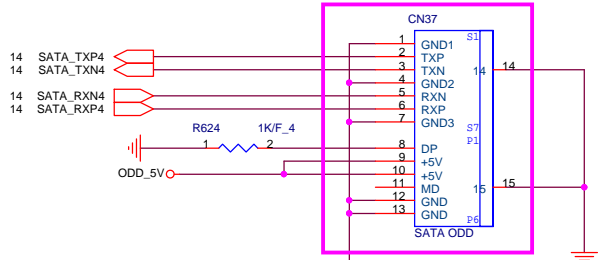 CN37
1 GND1 S1
14 SATA_TXP4 2 TXP
14 SATA_TXN4 3 TXN 14 14
4 GND2
14 SATA_RXN4 5 RXN
14 SATA_RXP4 6 RXP
7 GND3 S7
R624 1K/F_4 P1
1 2 8 DP
9 +5V
ODD_5V 10 +5V
11 MD 15 15
12 GND
13 GND P6
SATA ODD